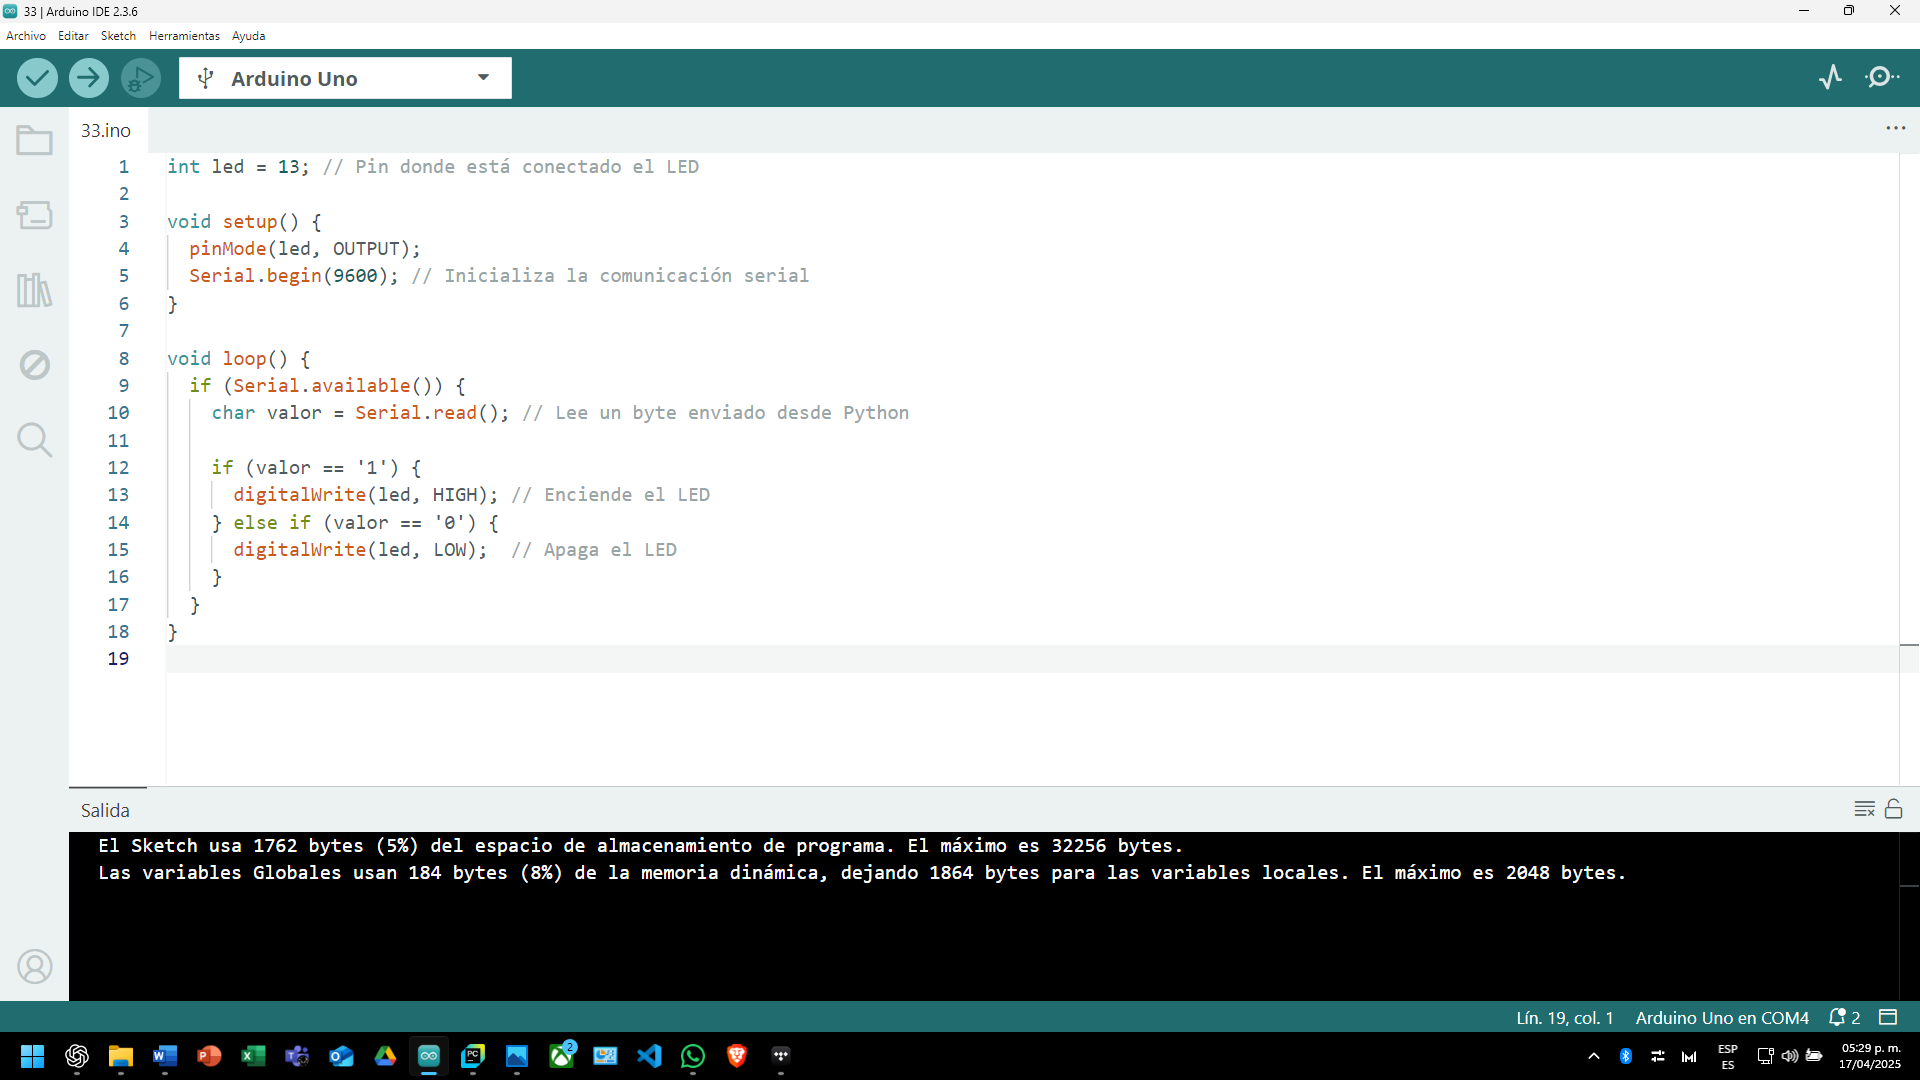 33 | Arduino IDE 2.3.6
Archivo Editar Sketch Herramientas Ayuda
Arduino Uno
33.ino
1 int led = 13; // Pin donde está conectado el LED
2
3 void setup() {
4 pinMode(led, OUTPUT);
5 Serial.begin(9600); // Inicializa la comunicación serial
6 }
7
8 void loop() {
9 if (Serial.available()) {
10 char valor = Serial.read(); // Lee un byte enviado desde Python
11
12 if (valor == '1') {
13 digitalWrite(led, HIGH); // Enciende el LED
14 } else if (valor == '0') {
15 digitalWrite(led, LOW);  // Apaga el LED
16 }
17 }
18 }
19
Salida
El Sketch usa 1762 bytes (5%) del espacio de almacenamiento de programa. El máximo es 32256 bytes.
Las variables Globales usan 184 bytes (8%) de la memoria dinámica, dejando 1864 bytes para las variables locales. El máximo es 2048 bytes.
Lín. 19, col. 1 Arduino Uno en COM4 2
2
ESP
ES
05:29 p. m.
17/04/2025